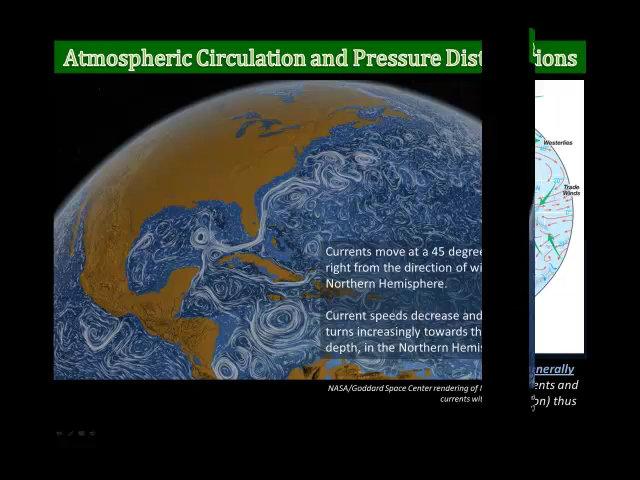 Atmospheric Circulation and Pressure Dist ions
Westerlies
Trade
Winds
Currents move at a 45 degree
right from the direction of wi
Northern Hemisphere.
Current speeds decrease and
turns increasingly towards th
depth, in the Northern Hemis
nerally
NASA/Goddard Space Center rendering of
currents wit
ents and
on) thus